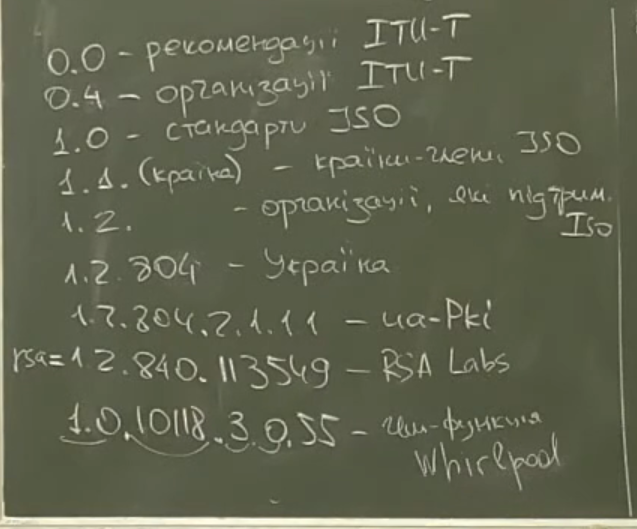 0.0 - рекомендації ITU-T
0.4 - організації ITU-T
1.0 - стандарти ISO
1.1. (країна) - країни-члени ISO
1.2. - організації, які підтрим. ISO
1.2.804 - Україна
1.2.804.2.1.1.1 - ua-Pki
rsa = 1.2.840.113549 - RSA Labs
1.0.10118.3.0.55 - геш-функція
Whirlpool